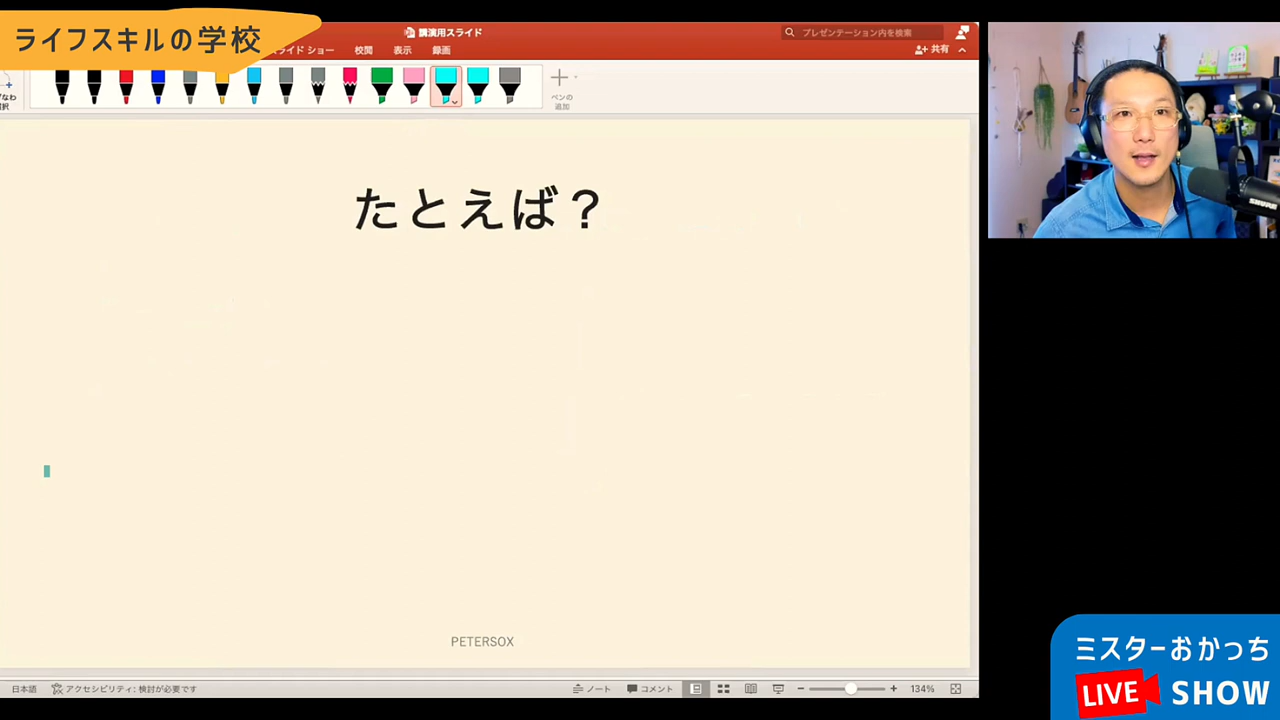 ライフスキルの学校
講演用スライド
プレゼンテーション内を検索
スライド ショー
校閲
表示
録画
共有
選択
ペンの
追加
たとえば？
PETERSOX
SHURE
日本語
アクセシビリティ: 検討が必要です
ノート
コメント
134%
ミスターおかっち
LIVE SHOW